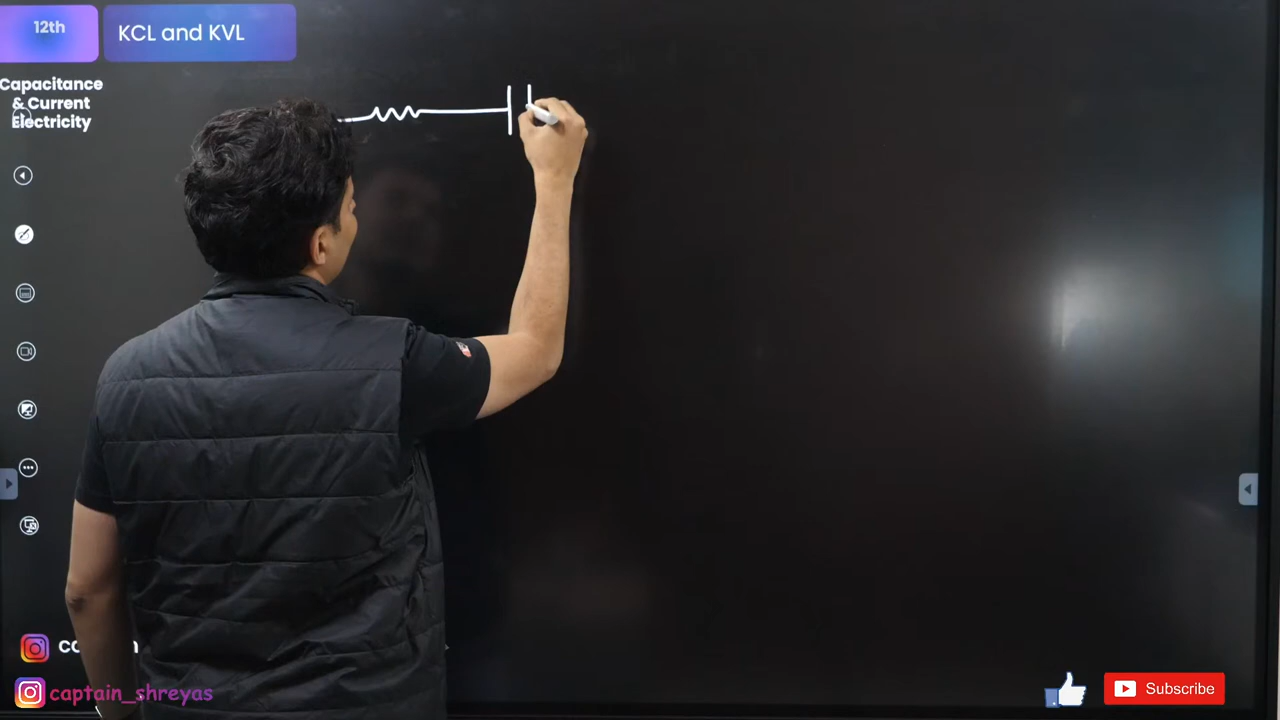 12th
KCL and KVL
Capacitance
& Current
Electricity
captain_shreyas
Subscribe